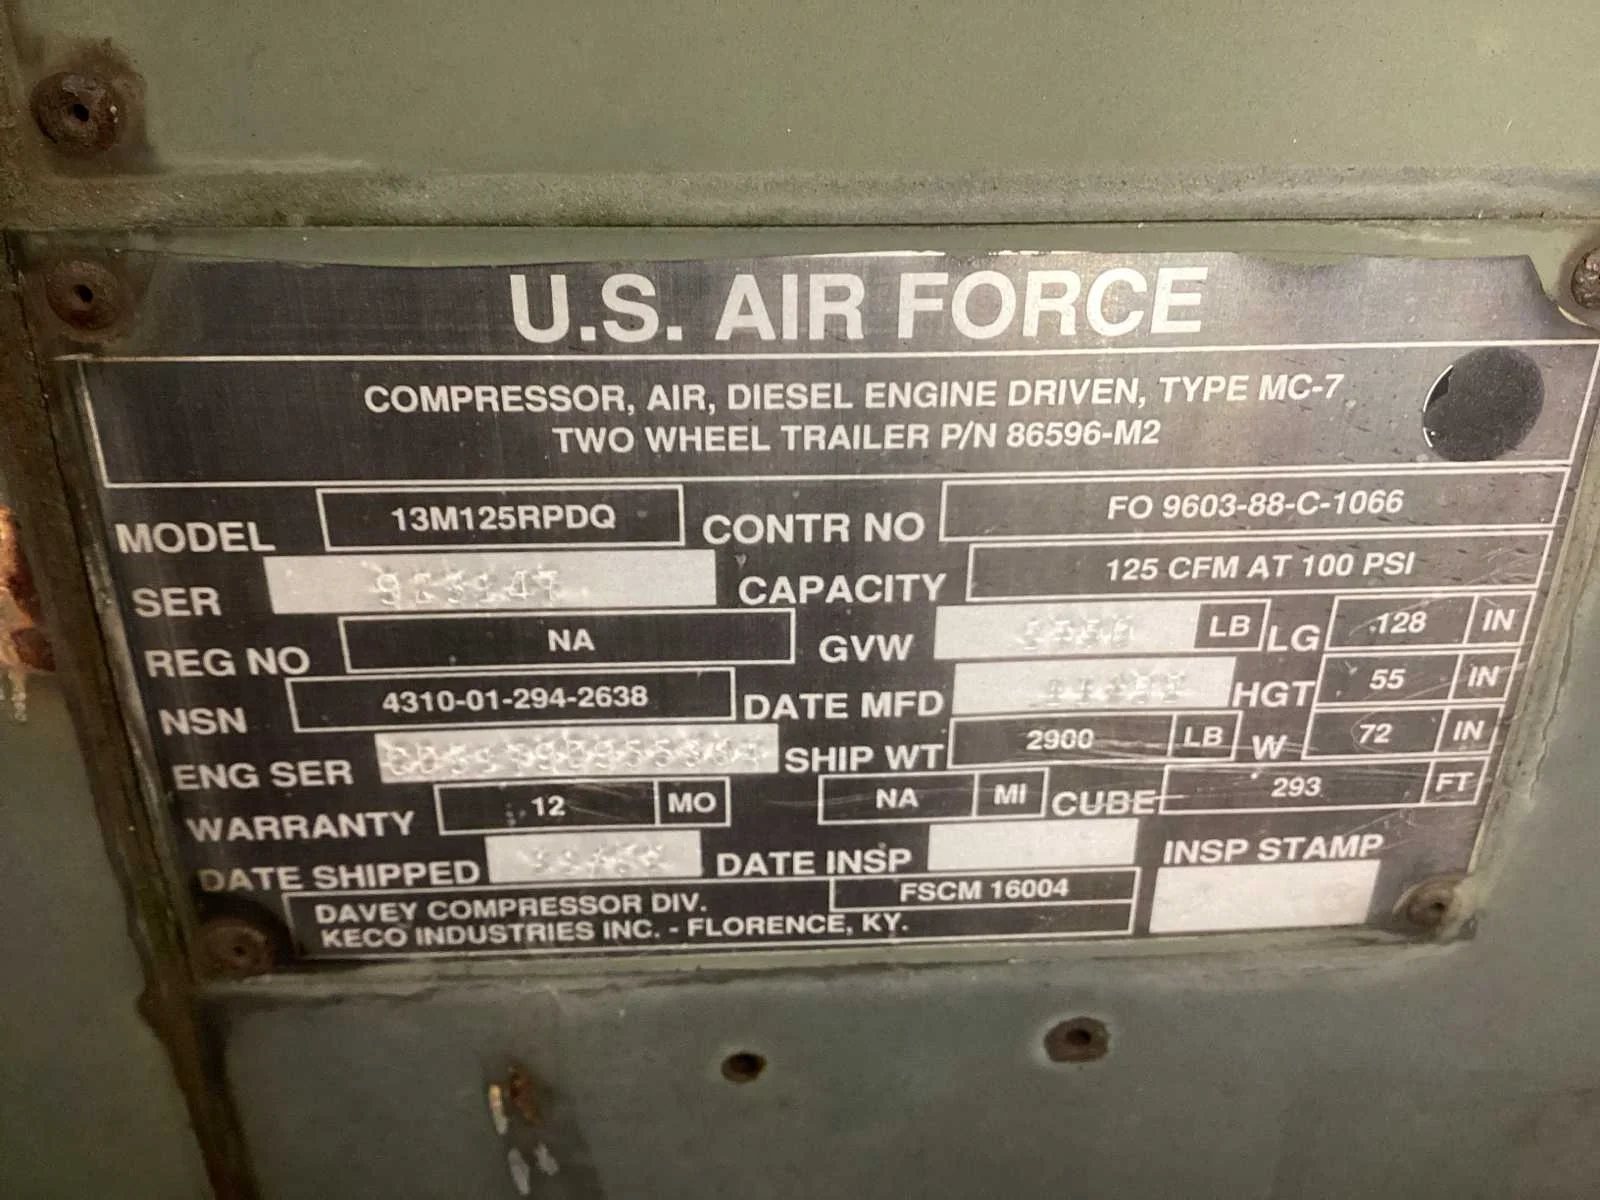 U.S. AIR FORCE
COMPRESSOR, AIR, DIESEL ENGINE DRIVEN, TYPE MC-7
TWO WHEEL TRAILER P/N 86596-M2
MODEL 13M125RPDQ CONTR NO FO 9603-88-C-1066
SER CAPACITY 125 CFM AT 100 PSI
REG NO NA GVW LB LG 128 IN
NSN 4310-01-294-2638 DATE MFD HGT 55 IN
ENG SER SHIP WT 2900 LB W 72 IN
WARRANTY 12 MO NA MI CUBE 293 FT
DATE SHIPPED DATE INSP INSP STAMP
DAVEY COMPRESSOR DIV. FSCM 16004
KECO INDUSTRIES INC. - FLORENCE, KY.